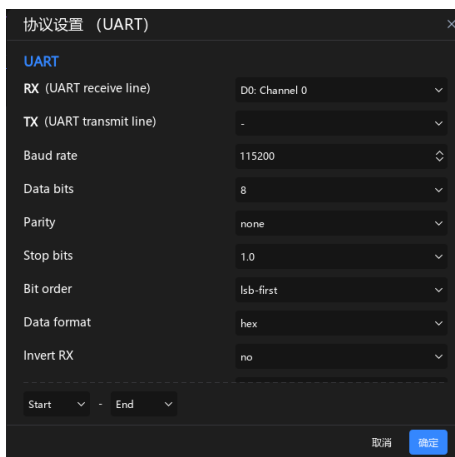 协议设置 （UART）
UART
RX (UART receive line) D0: Channel 0
TX (UART transmit line) -
Baud rate 115200
Data bits 8
Parity none
Stop bits 1.0
Bit order lsb-first
Data format hex
Invert RX no
Start - End
取消 确定